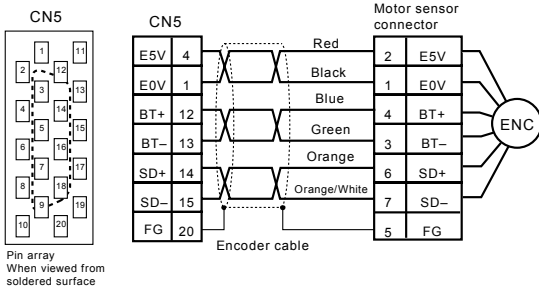 CN5
1
11
2
12
3
13
4
14
5
15
6
16
7
17
8
18
9
19
10
20
Pin array
When viewed from
soldered surface
CN5
Motor sensor
connector
E5V 4 Red 2 E5V
E0V 1 Black 1 E0V
BT+ 12 Blue 4 BT+
BT– 13 Green 3 BT–
SD+ 14 Orange 6 SD+
SD– 15 Orange/White 7 SD–
FG 20 5 FG
ENC
Encoder cable